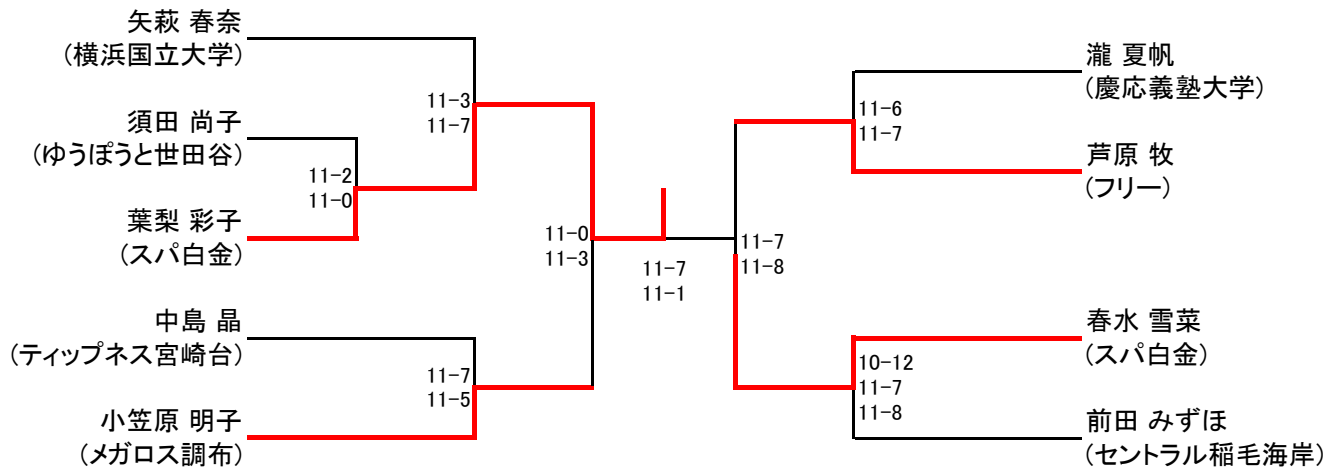 矢萩 春奈
(横浜国立大学)
須田 尚子
(ゆうぽうと世田谷)
葉梨 彩子
(スパ白金)
中島 晶
(ティップネス宮崎台)
小笠原 明子
(メガロス調布)
11-3
11-7
11-2
11-0
11-7
11-5
11-0
11-3
11-7
11-1
11-7
11-8
11-6
11-7
10-12
11-7
11-8
瀧 夏帆
(慶応義塾大学)
芦原 牧
(フリー)
春水 雪菜
(スパ白金)
前田 みずほ
(セントラル稲毛海岸)